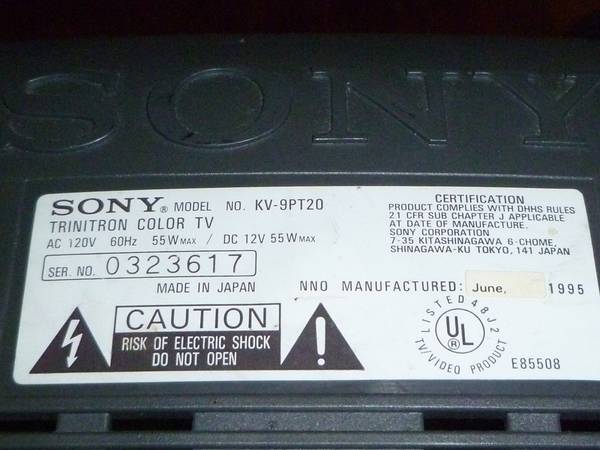 SONY
SONY® MODEL NO. KV-9PT20
TRINITRON COLOR TV
AC 120V 60Hz 55W MAX / DC 12V 55W MAX
SER. NO. 0323617
MADE IN JAPAN
CERTIFICATION
PRODUCT COMPLIES WITH DHHS RULES
21 CFR SUB CHAPTER J APPLICABLE
AT DATE OF MANUFACTURE.
SONY CORPORATION
7-35 KITASHINAGAWA 6-CHOME,
SHINAGAWA-KU TOKYO, 141 JAPAN
NNO MANUFACTURED: June, 1995
CAUTION
RISK OF ELECTRIC SHOCK
DO NOT OPEN
LISTED 48J2
UL®
TV/VIDEO PRODUCT
E85508